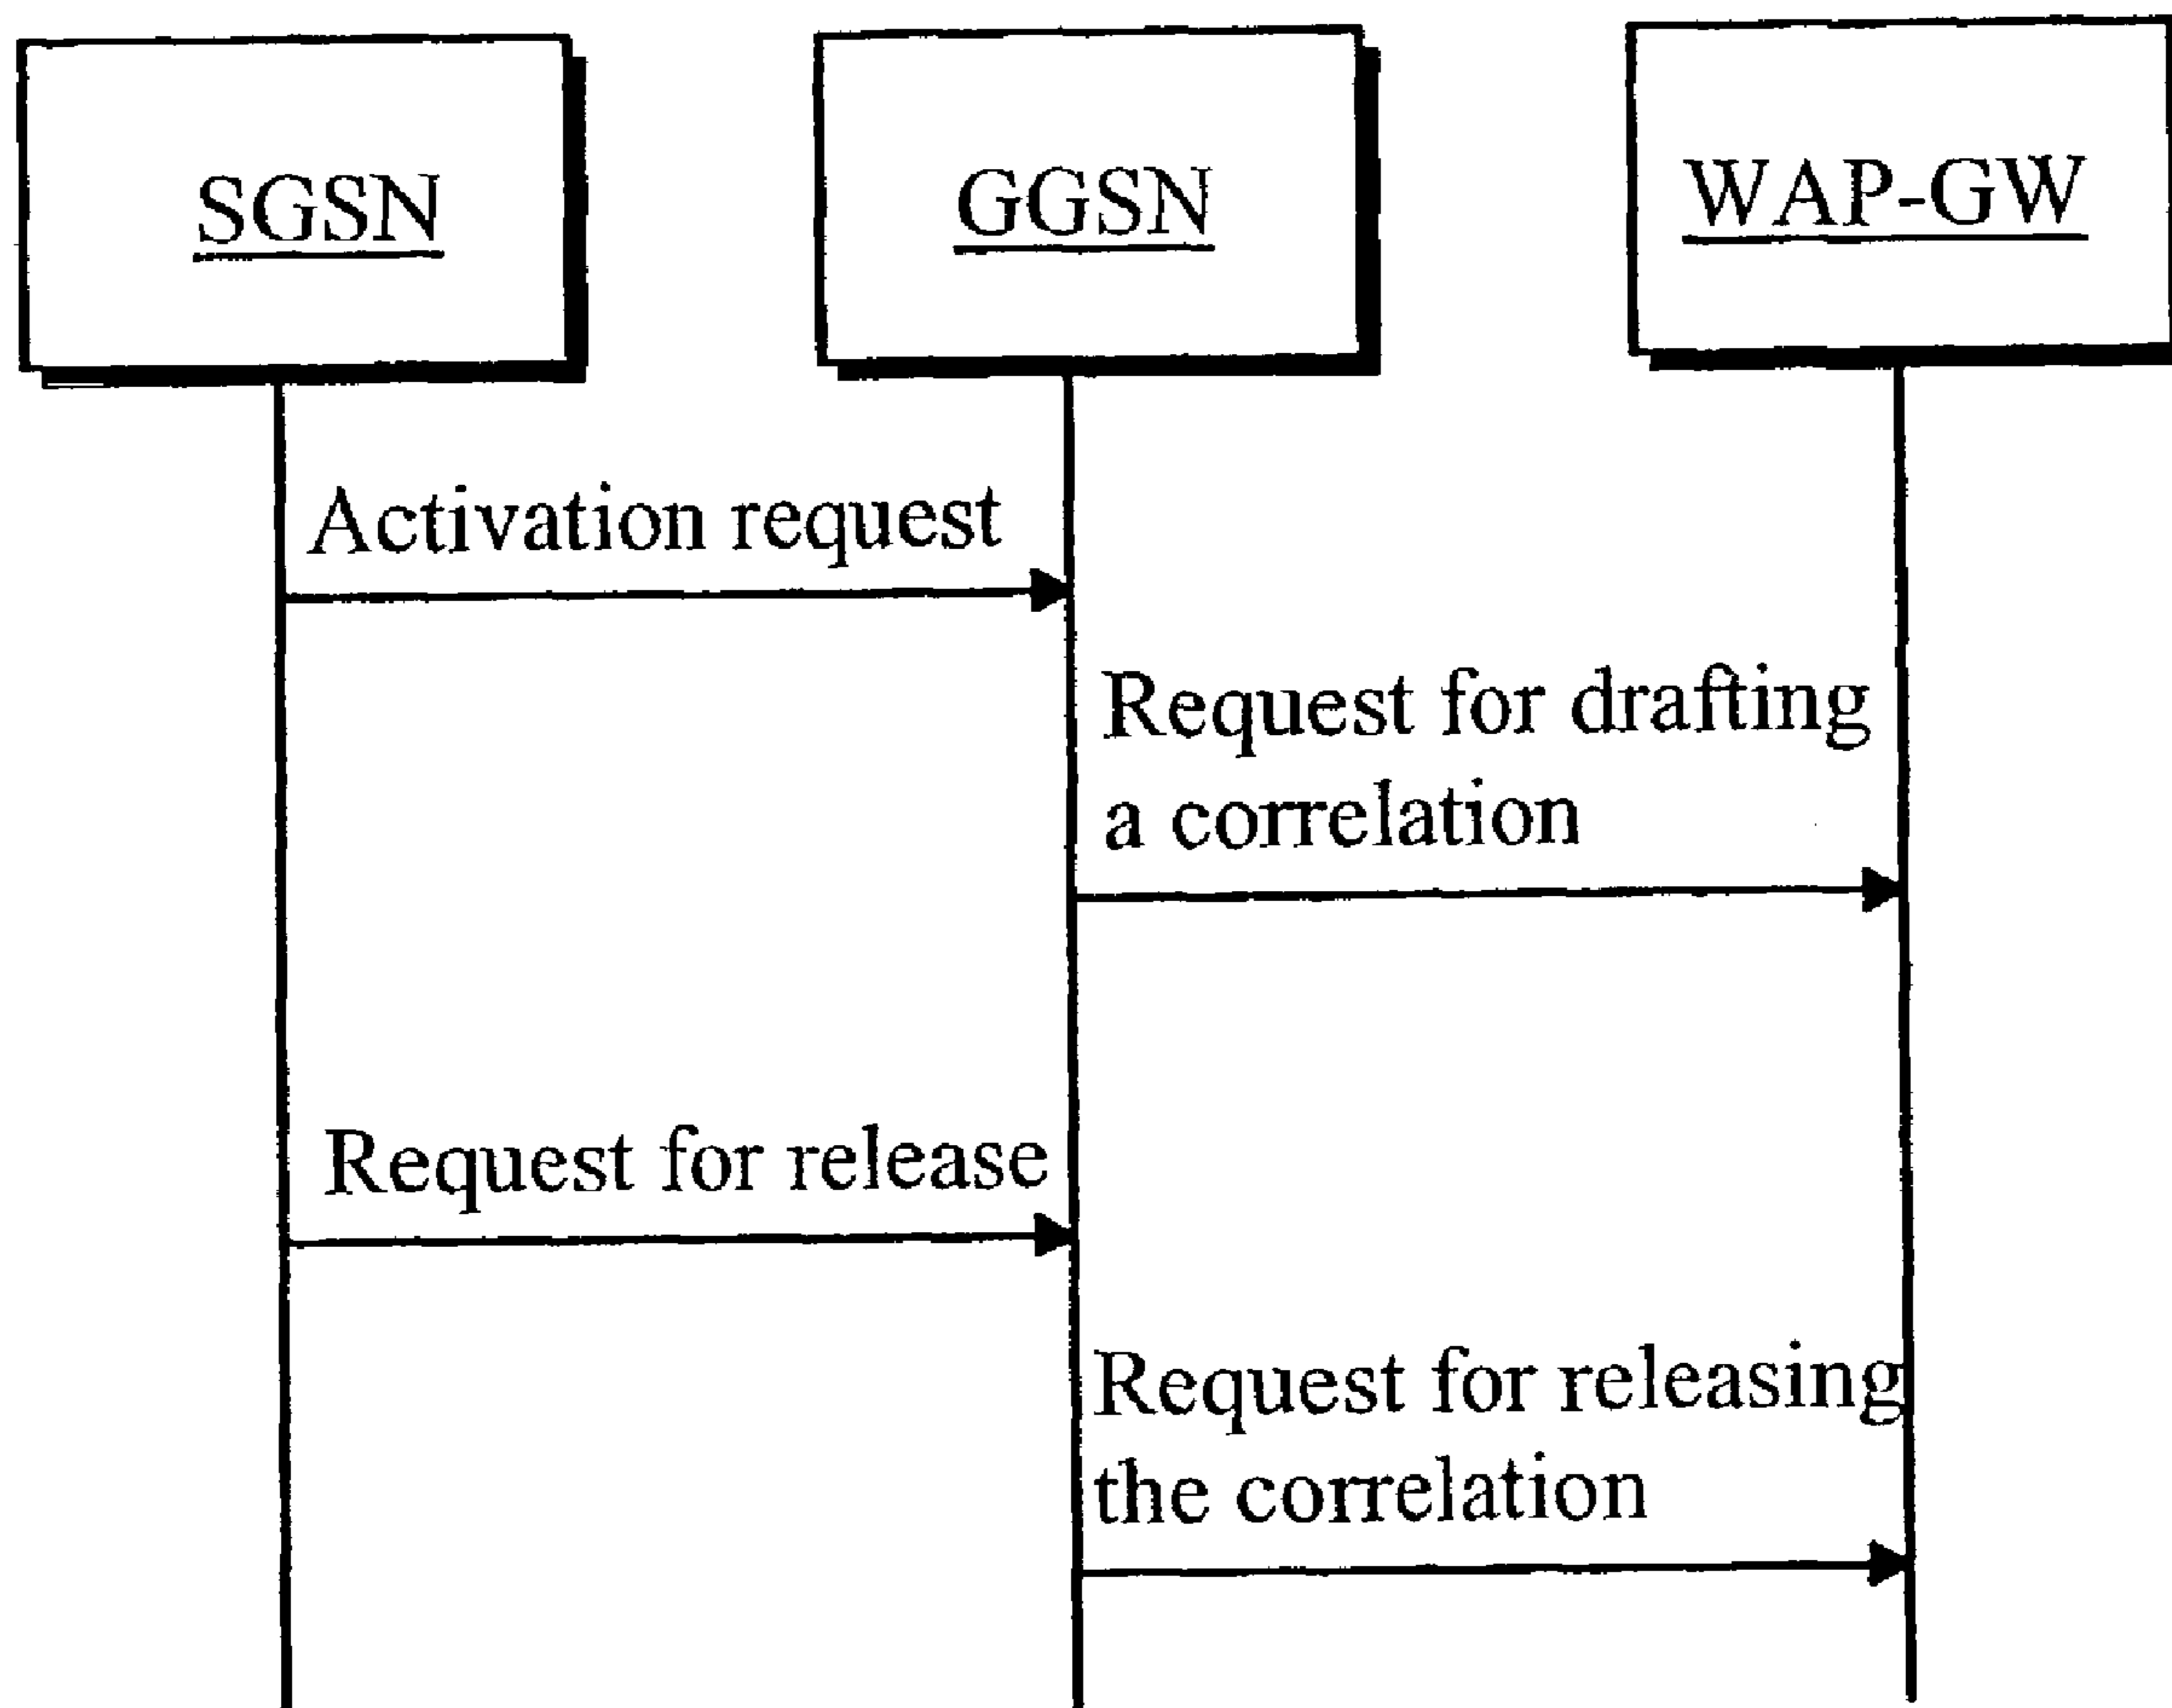 SGSN
GGSN
WAP-GW
Activation request
Request for drafting
a correlation
Request for release
Request for releasing
the correlation